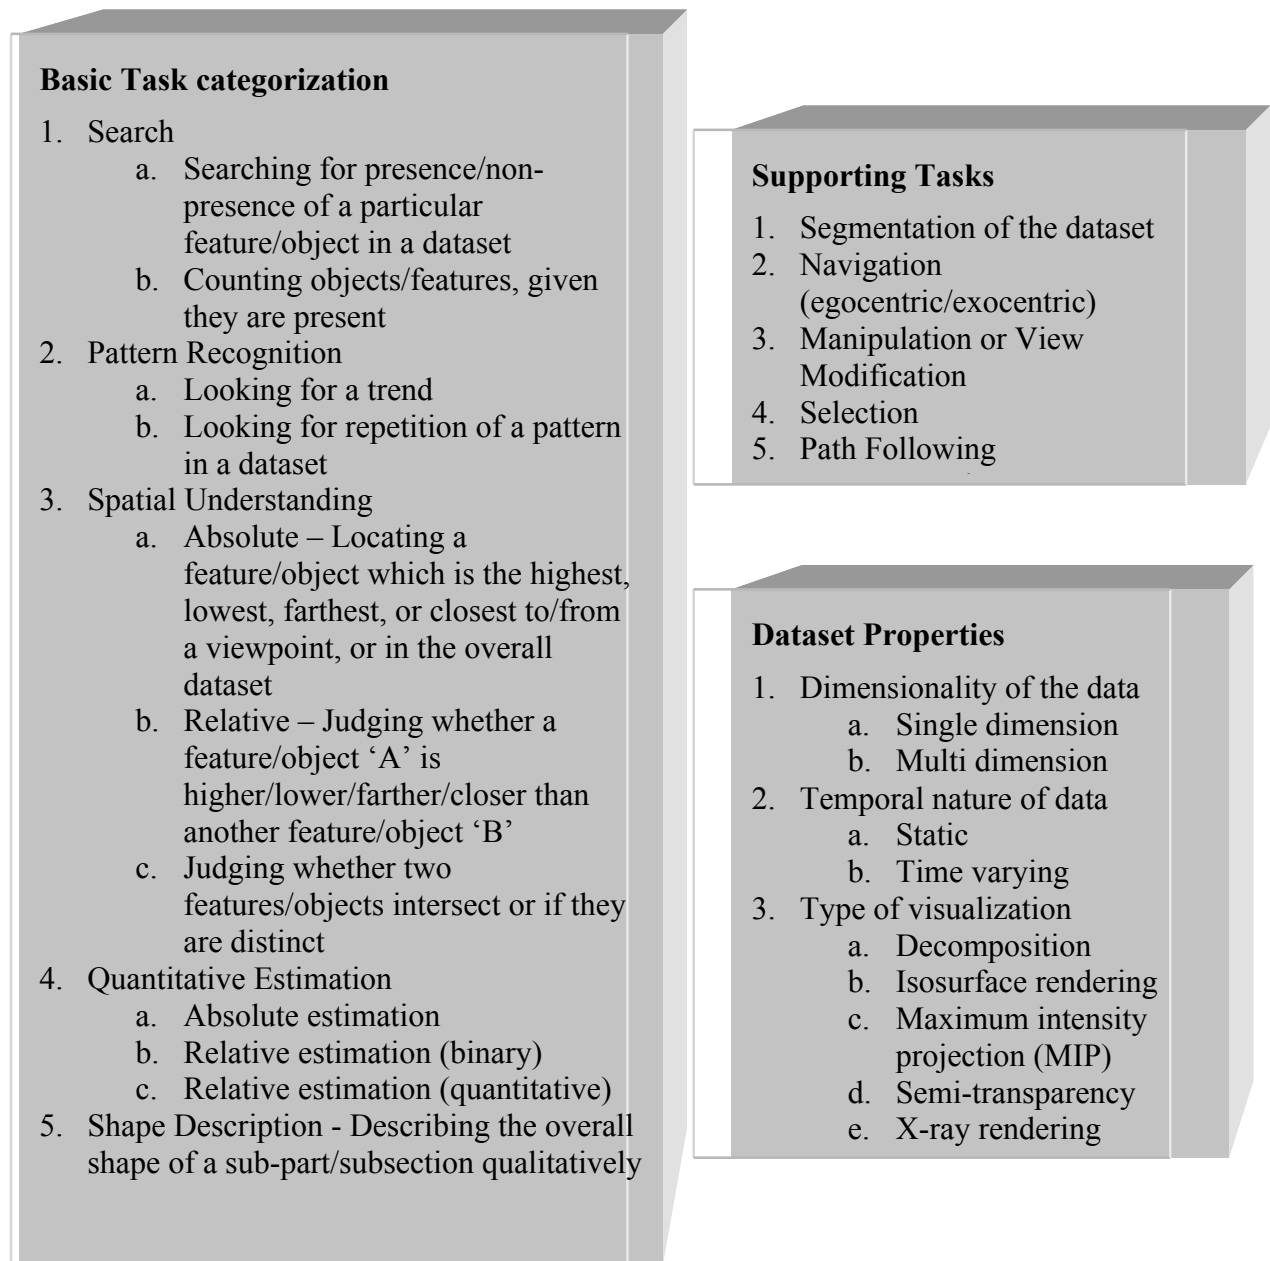 Basic Task categorization
1. Search
a. Searching for presence/non-
presence of a particular
feature/object in a dataset
b. Counting objects/features, given
they are present
2. Pattern Recognition
a. Looking for a trend
b. Looking for repetition of a pattern
in a dataset
3. Spatial Understanding
a. Absolute – Locating a
feature/object which is the highest,
lowest, farthest, or closest to/from
a viewpoint, or in the overall
dataset
b. Relative – Judging whether a
feature/object ‘A’ is
higher/lower/farther/closer than
another feature/object ‘B’
c. Judging whether two
features/objects intersect or if they
are distinct
4. Quantitative Estimation
a. Absolute estimation
b. Relative estimation (binary)
c. Relative estimation (quantitative)
5. Shape Description - Describing the overall
shape of a sub-part/subsection qualitatively
Supporting Tasks
1. Segmentation of the dataset
2. Navigation
(egocentric/exocentric)
3. Manipulation or View
Modification
4. Selection
5. Path Following
Dataset Properties
1. Dimensionality of the data
a. Single dimension
b. Multi dimension
2. Temporal nature of data
a. Static
b. Time varying
3. Type of visualization
a. Decomposition
b. Isosurface rendering
c. Maximum intensity
projection (MIP)
d. Semi-transparency
e. X-ray rendering